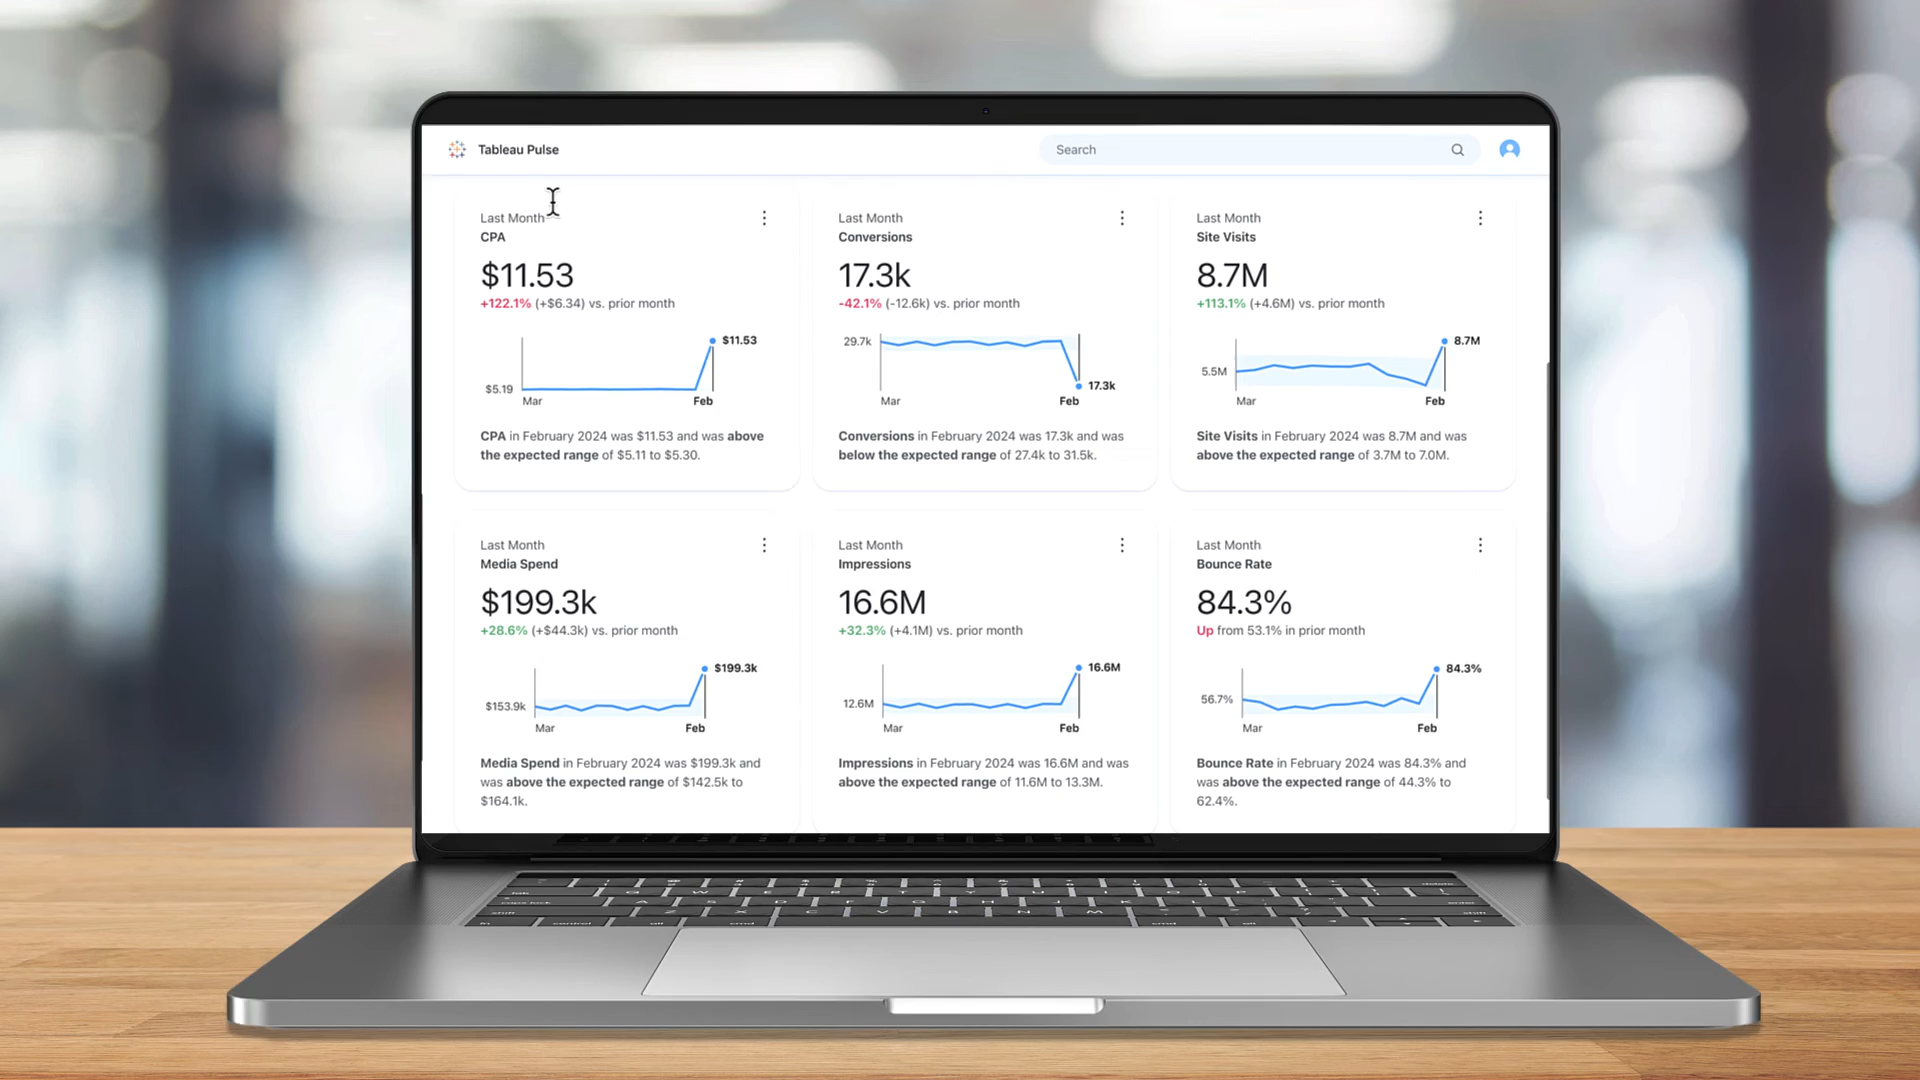 Tableau Pulse
Search
Last Month
CPA
$11.53
+122.1% (+$6.34) vs. prior month
$11.53
$5.19
Mar
Feb
CPA in February 2024 was $11.53 and was above
the expected range of $5.11 to $5.30.
Last Month
Conversions
17.3k
-42.1% (-12.6k) vs. prior month
29.7k
17.3k
Mar
Feb
Conversions in February 2024 was 17.3k and was
below the expected range of 27.4k to 31.5k.
Last Month
Site Visits
8.7M
+113.1% (+4.6M) vs. prior month
8.7M
5.5M
Mar
Feb
Site Visits in February 2024 was 8.7M and was
above the expected range of 3.7M to 7.0M.
Last Month
Media Spend
$199.3k
+28.6% (+$44.3k) vs. prior month
$199.3k
$153.9k
Mar
Feb
Media Spend in February 2024 was $199.3k and
was above the expected range of $142.5k to
$164.1k.
Last Month
Impressions
16.6M
+32.3% (+4.1M) vs. prior month
16.6M
12.6M
Mar
Feb
Impressions in February 2024 was 16.6M and was
above the expected range of 11.6M to 13.3M.
Last Month
Bounce Rate
84.3%
Up from 53.1% in prior month
84.3%
56.7%
Mar
Feb
Bounce Rate in February 2024 was 84.3% and
was above the expected range of 44.3% to
62.4%.